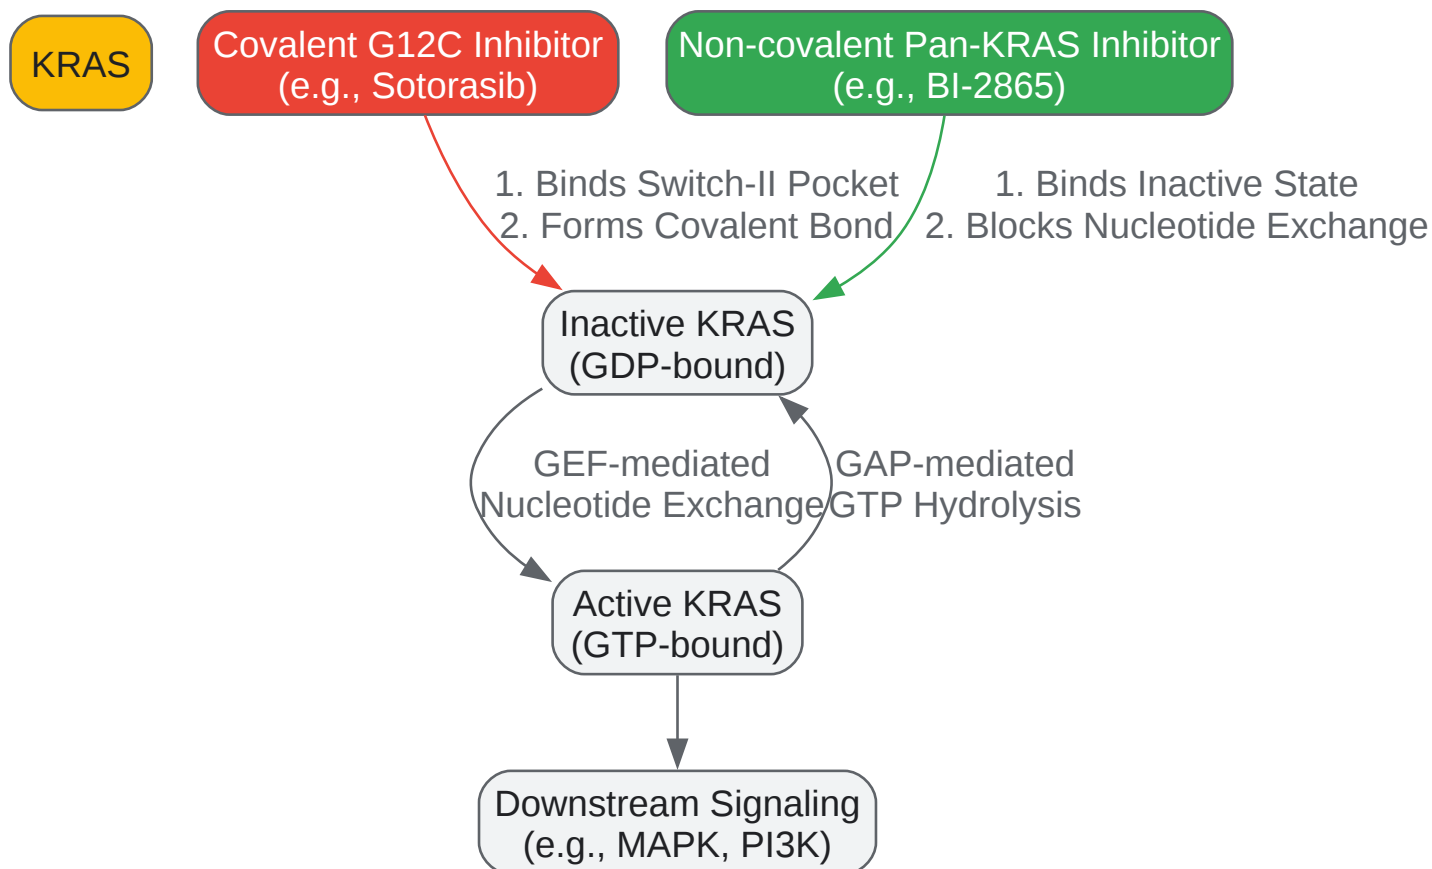 KRAS
Covalent G12C Inhibitor
(e.g., Sotorasib)
Non-covalent Pan-KRAS Inhibitor
(e.g., BI-2865)
1. Binds Switch-II Pocket
2. Forms Covalent Bond
1. Binds Inactive State
2. Blocks Nucleotide Exchange
Inactive KRAS
(GDP-bound)
GEF-mediated
Nucleotide Exchange
GAP-mediated
GTP Hydrolysis
Active KRAS
(GTP-bound)
Downstream Signaling
(e.g., MAPK, PI3K)